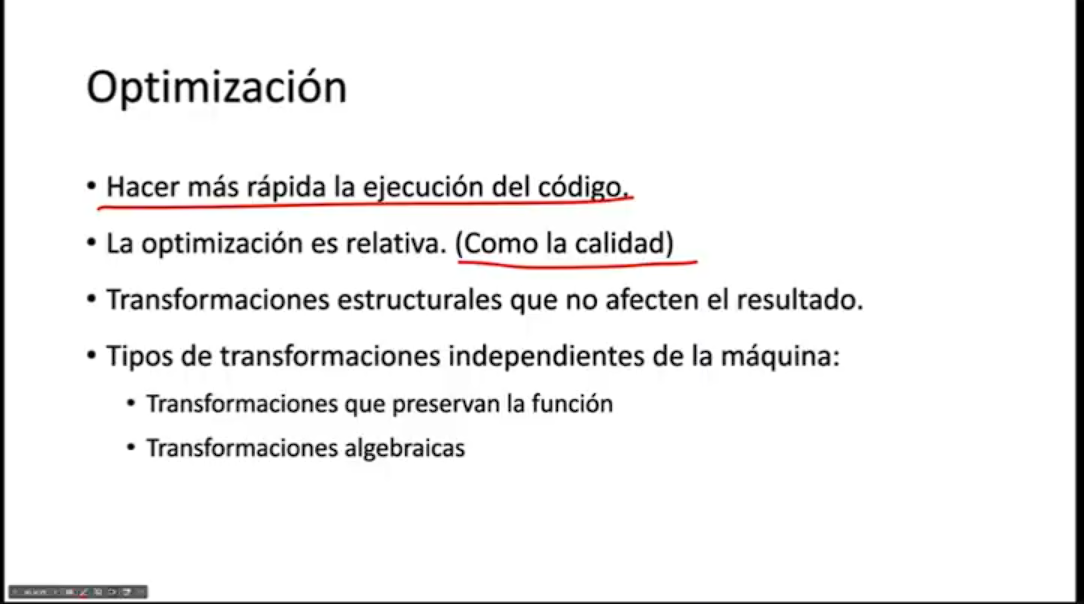 Optimización
• Hacer más rápida la ejecución del código.
• La optimización es relativa. (Como la calidad)
• Transformaciones estructurales que no afecten el resultado.
• Tipos de transformaciones independientes de la máquina:
• Transformaciones que preservan la función
• Transformaciones algebraicas